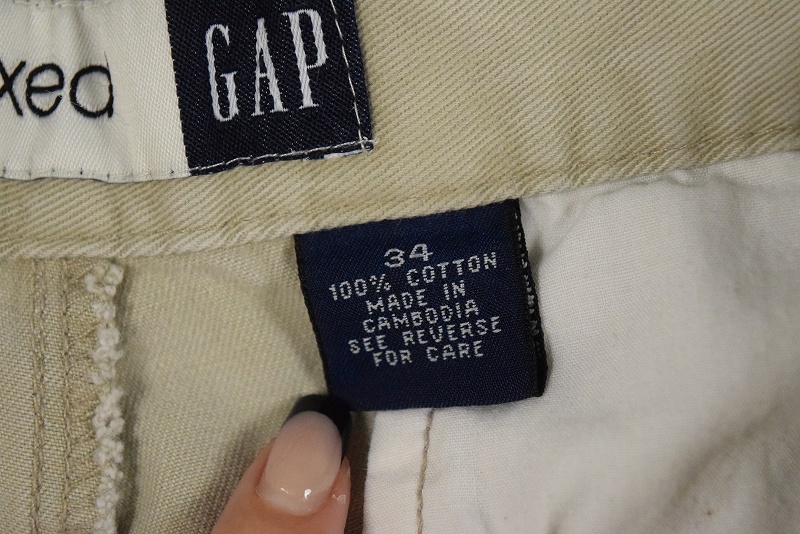 xed
GAP
34
100% COTTON
MADE IN
CAMBODIA
SEE REVERSE
FOR CARE